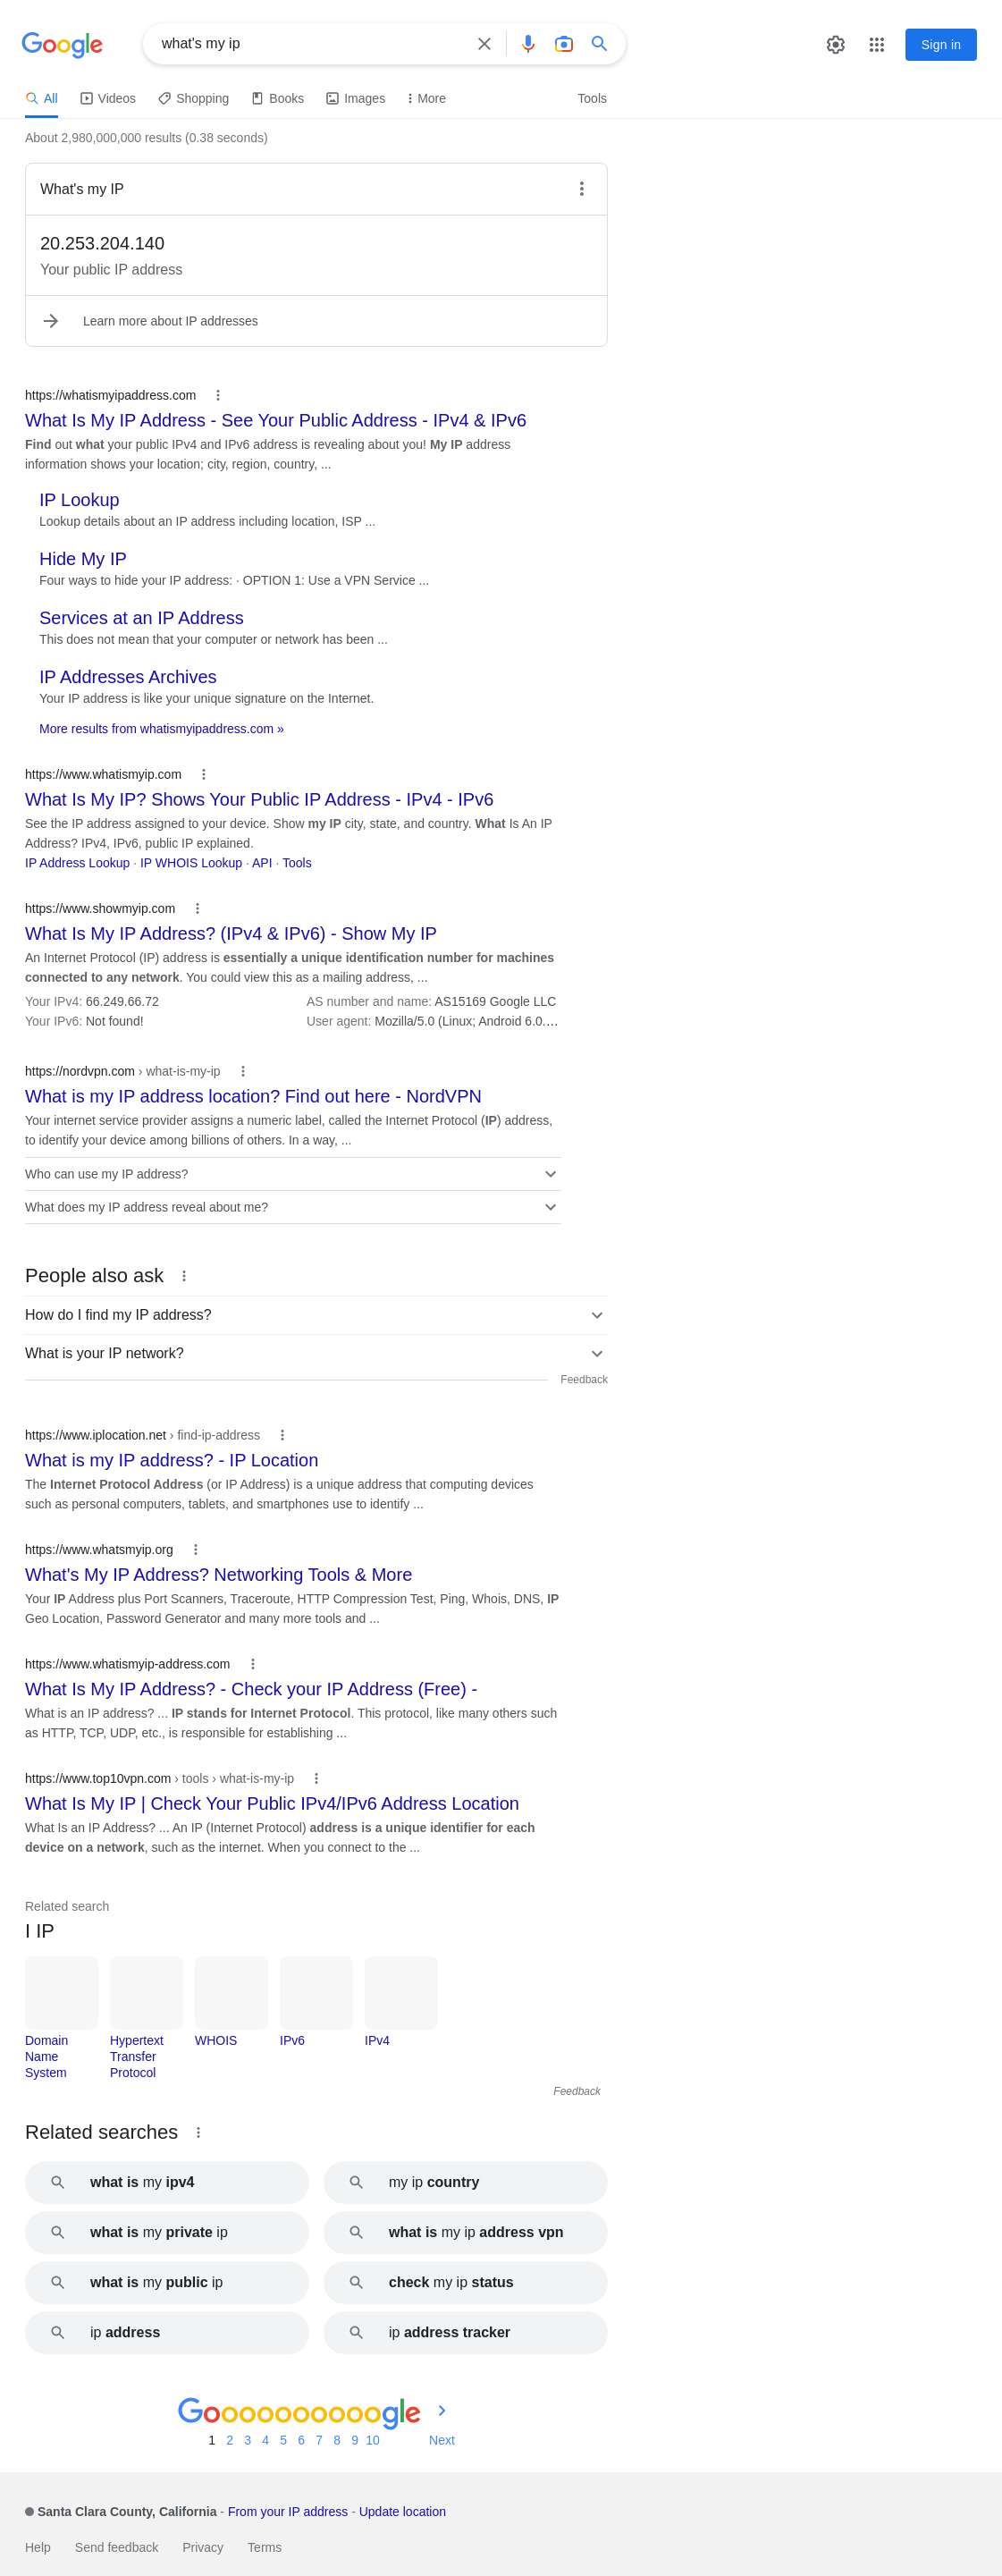 Google
what's my ip
Sign in
All
Videos
Shopping
Books
Images
More
Tools
About 2,980,000,000 results (0.38 seconds)
What's my IP
20.253.204.140
Your public IP address
Learn more about IP addresses
https://whatismyipaddress.com
What Is My IP Address - See Your Public Address - IPv4 & IPv6
Find out what your public IPv4 and IPv6 address is revealing about you! My IP address
information shows your location; city, region, country, ...
IP Lookup
Lookup details about an IP address including location, ISP ...
Hide My IP
Four ways to hide your IP address: · OPTION 1: Use a VPN Service ...
Services at an IP Address
This does not mean that your computer or network has been ...
IP Addresses Archives
Your IP address is like your unique signature on the Internet.
More results from whatismyipaddress.com »
https://www.whatismyip.com
What Is My IP? Shows Your Public IP Address - IPv4 - IPv6
See the IP address assigned to your device. Show my IP city, state, and country. What Is An IP
Address? IPv4, IPv6, public IP explained.
IP Address Lookup · IP WHOIS Lookup · API · Tools
https://www.showmyip.com
What Is My IP Address? (IPv4 & IPv6) - Show My IP
An Internet Protocol (IP) address is essentially a unique identification number for machines
connected to any network. You could view this as a mailing address, ...
Your IPv4: 66.249.66.72
AS number and name: AS15169 Google LLC
Your IPv6: Not found!
User agent: Mozilla/5.0 (Linux; Android 6.0....
https://nordvpn.com › what-is-my-ip
What is my IP address location? Find out here - NordVPN
Your internet service provider assigns a numeric label, called the Internet Protocol (IP) address,
to identify your device among billions of others. In a way, ...
Who can use my IP address?
What does my IP address reveal about me?
People also ask
How do I find my IP address?
What is your IP network?
Feedback
https://www.iplocation.net › find-ip-address
What is my IP address? - IP Location
The Internet Protocol Address (or IP Address) is a unique address that computing devices
such as personal computers, tablets, and smartphones use to identify ...
https://www.whatsmyip.org
What's My IP Address? Networking Tools & More
Your IP Address plus Port Scanners, Traceroute, HTTP Compression Test, Ping, Whois, DNS, IP
Geo Location, Password Generator and many more tools and ...
https://www.whatismyip-address.com
What Is My IP Address? - Check your IP Address (Free) -
What is an IP address? ... IP stands for Internet Protocol. This protocol, like many others such
as HTTP, TCP, UDP, etc., is responsible for establishing ...
https://www.top10vpn.com › tools › what-is-my-ip
What Is My IP | Check Your Public IPv4/IPv6 Address Location
What Is an IP Address? ... An IP (Internet Protocol) address is a unique identifier for each
device on a network, such as the internet. When you connect to the ...
Related search
I IP
Domain
Name
System
Hypertext
Transfer
Protocol
WHOIS
IPv6
IPv4
Feedback
Related searches
what is my ipv4
my ip country
what is my private ip
what is my ip address vpn
what is my public ip
check my ip status
ip address
ip address tracker
Goooooooooogle
1 2 3 4 5 6 7 8 9 10
Next
Santa Clara County, California - From your IP address - Update location
Help
Send feedback
Privacy
Terms